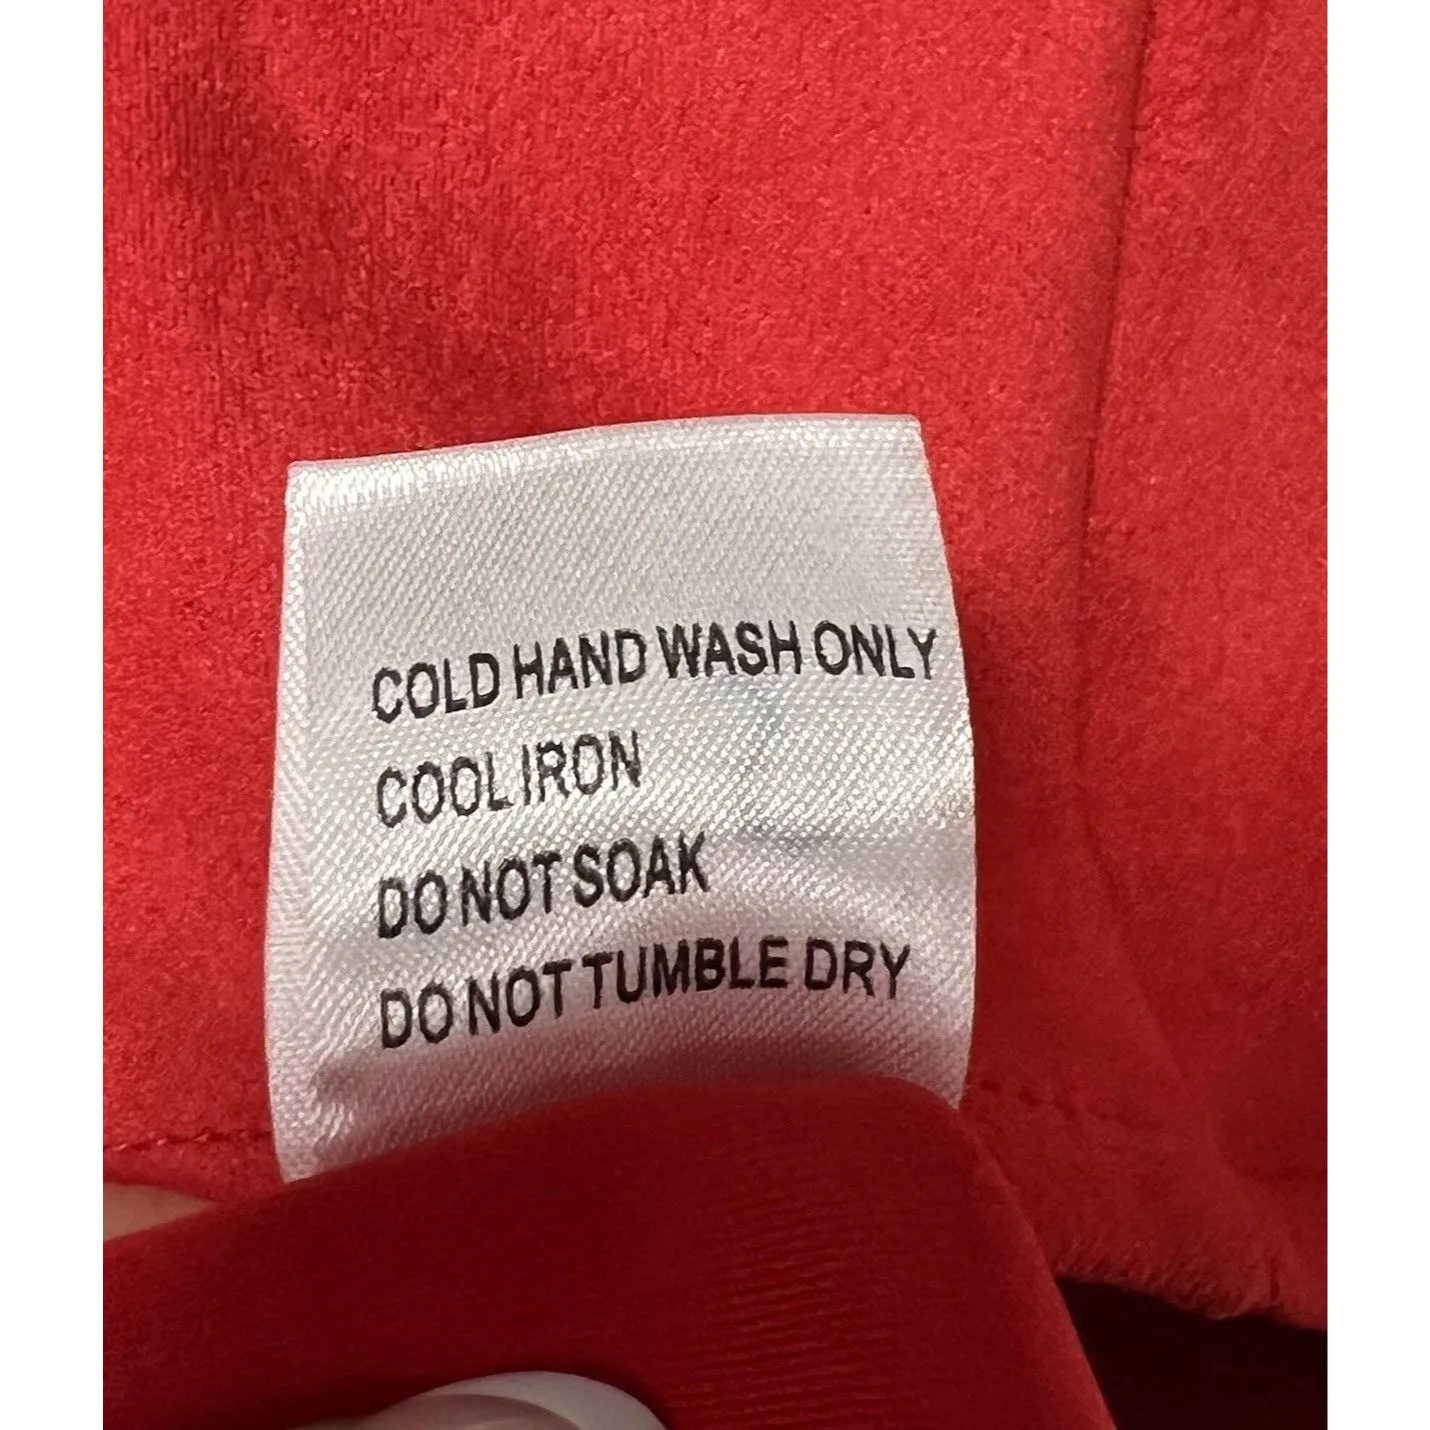 COLD HAND WASH ONLY
COOL IRON
DO NOT SOAK
DO NOT TUMBLE DRY